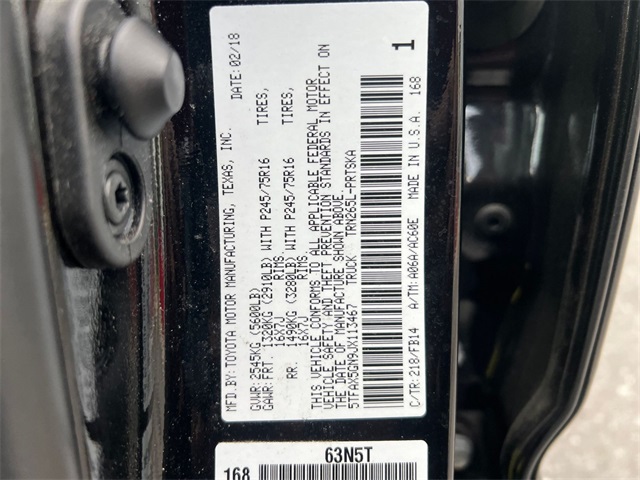 MFD.BY:TOYOTA MOTOR MANUFACTURING, TEXAS, INC. DATE:02/18
GVWR:2545KG (5600LB)
GAWR:FRT. 1320KG (2910LB) WITH P245/75R16 TIRES,
16X7J RIMS.
RR. 1490KG (3280LB) WITH P245/75R16 TIRES,
16X7J RIMS.
THIS VEHICLE CONFORMS TO ALL APPLICABLE FEDERAL MOTOR
VEHICLE SAFETY AND THEFT PREVENTION STANDARDS IN EFFECT ON
THE DATE OF MANUFACTURE SHOWN ABOVE.
5TFAX5GN9JX113467 TRUCK TRN265L-PRTSKA
1
C/TR:218/FB14 A/TM:A06A/AC60E MADE IN U.S.A. 168
63N5T
168